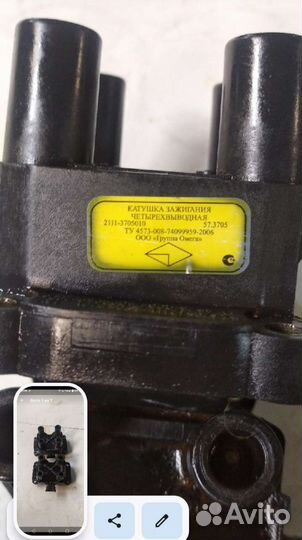 КАТУШКА ЗАЖИГАНИЯ
ЧЕТЫРЕХВЫВОДНАЯ
2111-3705010 57.3705
ТУ 4573-008-74099959-2006
ООО «Группа Омега»
Avito